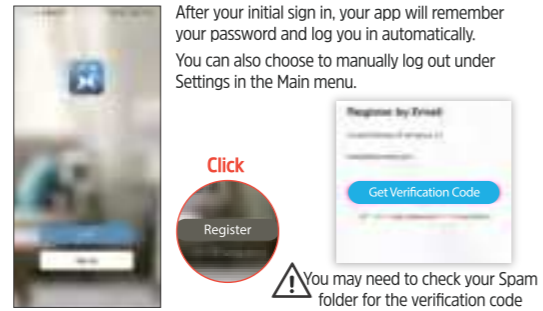 After your initial sign in, your app will remember
your password and log you in automatically.
You can also choose to manually log out under
Settings in the Main menu.
Click
Register
Register by Email
Get Verification Code
You may need to check your Spam
folder for the verification code